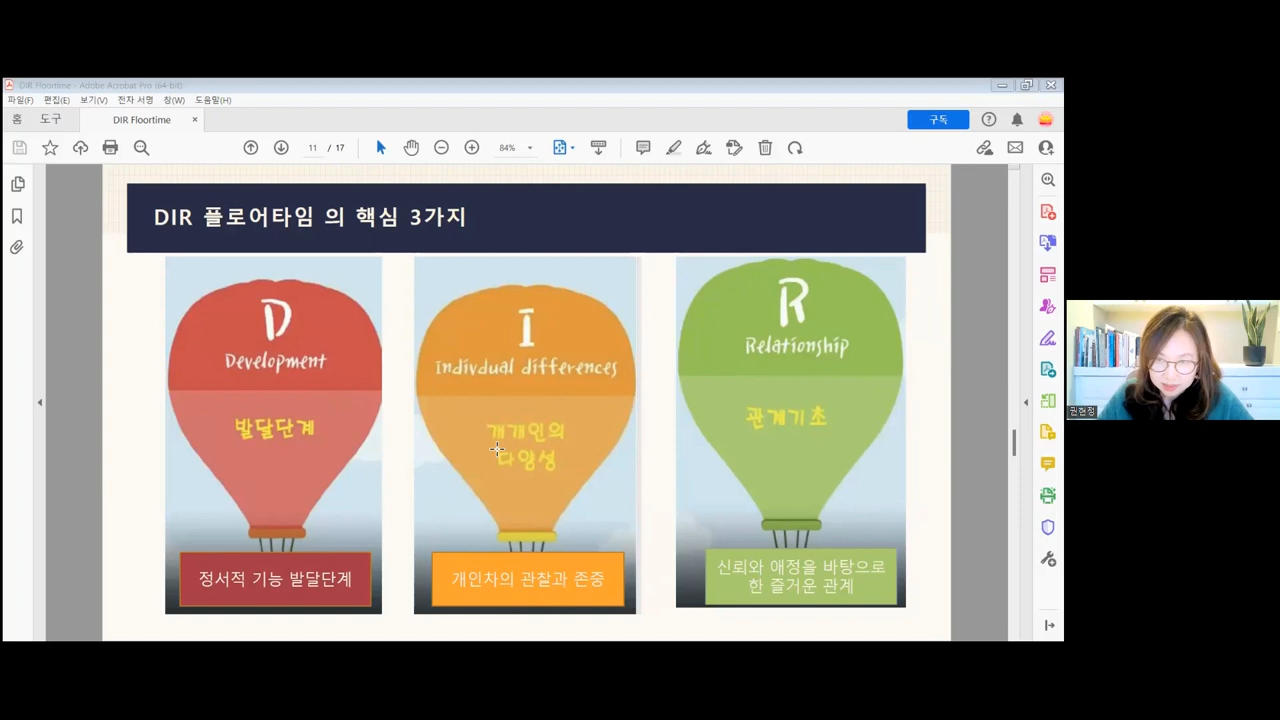 DIR Floortime - Adobe Acrobat Pro (64-bit)
파일(F) 편집(E) 보기(V) 전자 서명 창(W) 도움말(H)
홈 도구 DIR Floortime × 구독
11 / 17 84%
DIR 플로어타임 의 핵심 3가지
D
Development
발달단계
정서적 기능 발달단계
I
Indivdual differences
개개인의
다양성
개인차의 관찰과 존중
R
Relationship
관계기초
신뢰와 애정을 바탕으로
한 즐거운 관계
권현정